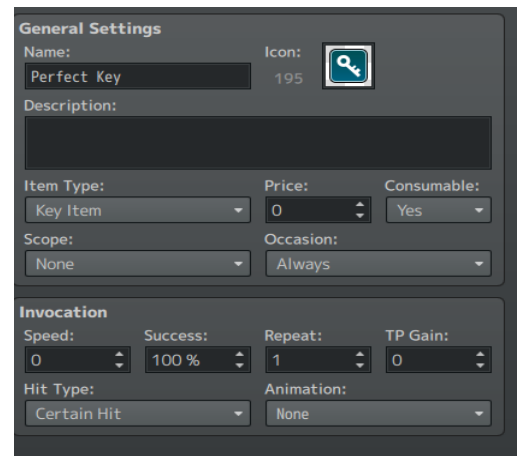 General Settings
Name: Icon:
Perfect Key 195
Description:
Item Type: Price: Consumable:
Key Item 0 Yes
Scope: Occasion:
None Always
Invocation
Speed: Success: Repeat: TP Gain:
0 100 % 1 0
Hit Type: Animation:
Certain Hit None